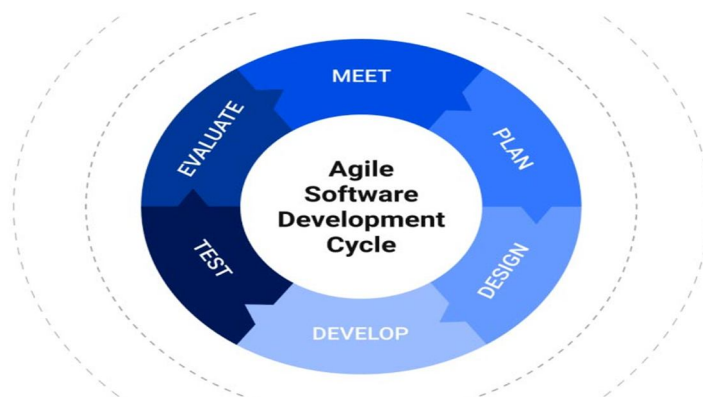 MEET
PLAN
DESIGN
DEVELOP
TEST
EVALUATE
Agile
Software
Development
Cycle